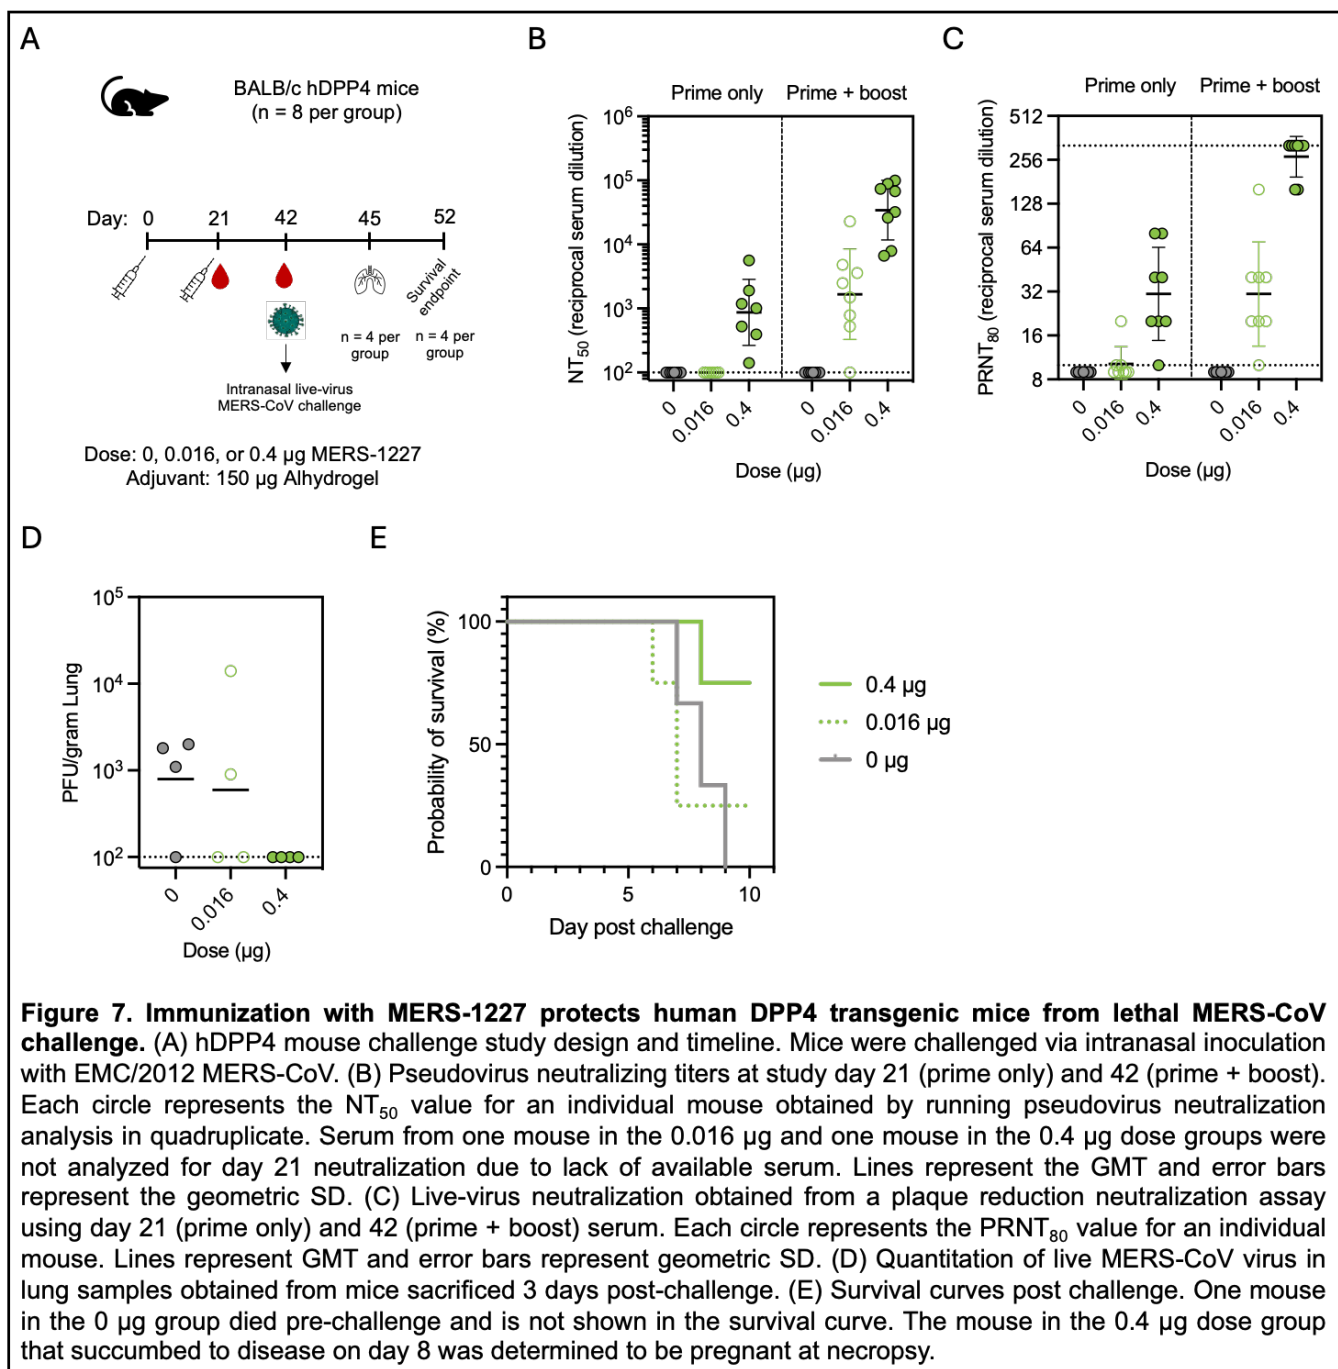 A
BALB/c hDPP4 mice
(n = 8 per group)
Day: 0 21 42 45 52
Survival
endpoint
n = 4 per
group
n = 4 per
group
Intranasal live-virus
MERS-CoV challenge
Dose: 0, 0.016, or 0.4 µg MERS-1227
Adjuvant: 150 µg Alhydrogel
B
Prime only Prime + boost
NT50 (reciprocal serum dilution)
10⁶
10⁵
10⁴
10³
10²
0 0.016 0.4 0 0.016 0.4
Dose (µg)
C
Prime only Prime + boost
PRNT80 (reciprocal serum dilution)
512
256
128
64
32
16
8
0 0.016 0.4 0 0.016 0.4
Dose (µg)
D
PFU/gram Lung
10⁵
10⁴
10³
10²
0 0.016 0.4
Dose (µg)
E
Probability of survival (%)
100
50
0
0 5 10
Day post challenge
0.4 µg
0.016 µg
0 µg
Figure 7. Immunization with MERS-1227 protects human DPP4 transgenic mice from lethal MERS-CoV
challenge. (A) hDPP4 mouse challenge study design and timeline. Mice were challenged via intranasal inoculation
with EMC/2012 MERS-CoV. (B) Pseudovirus neutralizing titers at study day 21 (prime only) and 42 (prime + boost).
Each circle represents the NT50 value for an individual mouse obtained by running pseudovirus neutralization
analysis in quadruplicate. Serum from one mouse in the 0.016 µg and one mouse in the 0.4 µg dose groups were
not analyzed for day 21 neutralization due to lack of available serum. Lines represent the GMT and error bars
represent the geometric SD. (C) Live-virus neutralization obtained from a plaque reduction neutralization assay
using day 21 (prime only) and 42 (prime + boost) serum. Each circle represents the PRNT80 value for an individual
mouse. Lines represent GMT and error bars represent geometric SD. (D) Quantitation of live MERS-CoV virus in
lung samples obtained from mice sacrificed 3 days post-challenge. (E) Survival curves post challenge. One mouse
in the 0 µg group died pre-challenge and is not shown in the survival curve. The mouse in the 0.4 µg dose group
that succumbed to disease on day 8 was determined to be pregnant at necropsy.